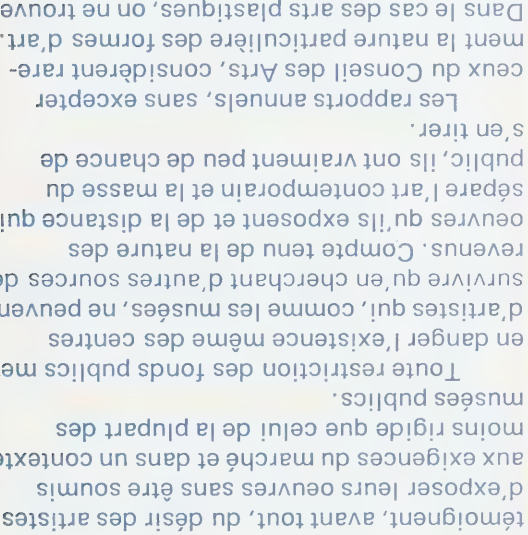 témoignent, avant tout, du désir des artistes
d'exposer leurs oeuvres sans être soumis
aux exigences du marché et dans un contexte
moins rigide que celui de la plupart des
musées publics.
Toute restriction des fonds publics met
en danger l'existence même des centres
d'artistes qui, comme les musées, ne peuven
survivre qu'en cherchant d'autres sources de
revenus. Compte tenu de la nature des
oeuvres qu'ils exposent et de la distance qui
sépare l'art contemporain et la masse du
public, ils ont vraiment peu de chance de
s'en tirer.
Les rapports annuels, sans excepter
ceux du Conseil des Arts, considèrent rare-
ment la nature particulière des formes d'art.
Dans le cas des arts plastiques, on ne trouve